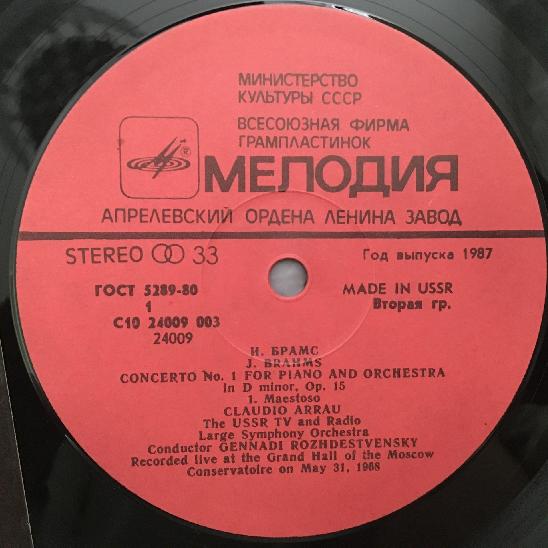 МИНИСТЕРСТВО
КУЛЬТУРЫ СССР
ВСЕСОЮЗНАЯ ФИРМА
ГРАМПЛАСТИНОК
®
МЕЛОДИЯ
АПРЕЛЕВСКИЙ ОРДЕНА ЛЕНИНА ЗАВОД
STEREO 33
Год выпуска 1987
ГОСТ 5289-80
MADE IN USSR
1
Вторая гр.
С10 24009 003
24009
И. БРАМС
J. BRAHMS
CONCERTO No. 1 FOR PIANO AND ORCHESTRA
in D minor, Op. 15
1. Maestoso
CLAUDIO ARRAU
The USSR TV and Radio
Large Symphony Orchestra
Conductor GENNADI ROZHDESTVENSKY
Recorded live at the Grand Hall of the Moscow
Conservatoire on May 31, 1968